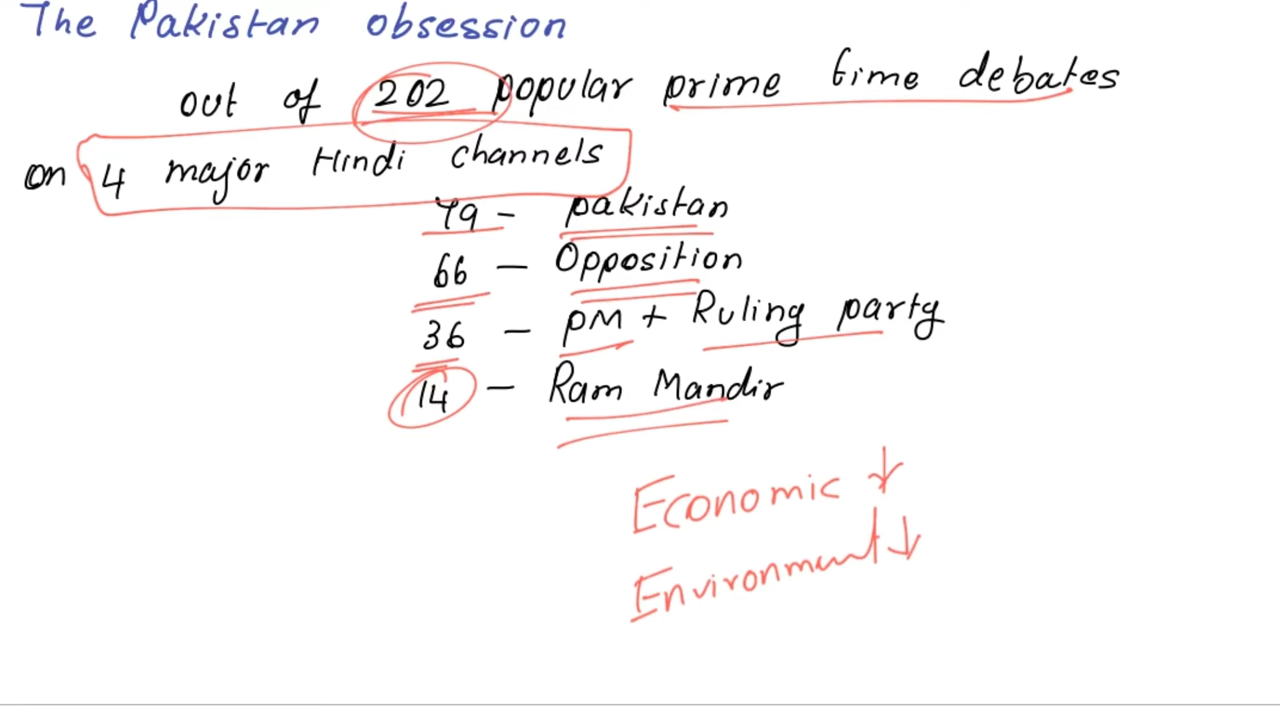 The Pakistan obsession
out of 202 popular prime time debates
on 4 major Hindi channels
79 - pakistan
66 - Opposition
36 - PM + Ruling party
14 - Ram Mandir
Economic ↓
Environment ↓